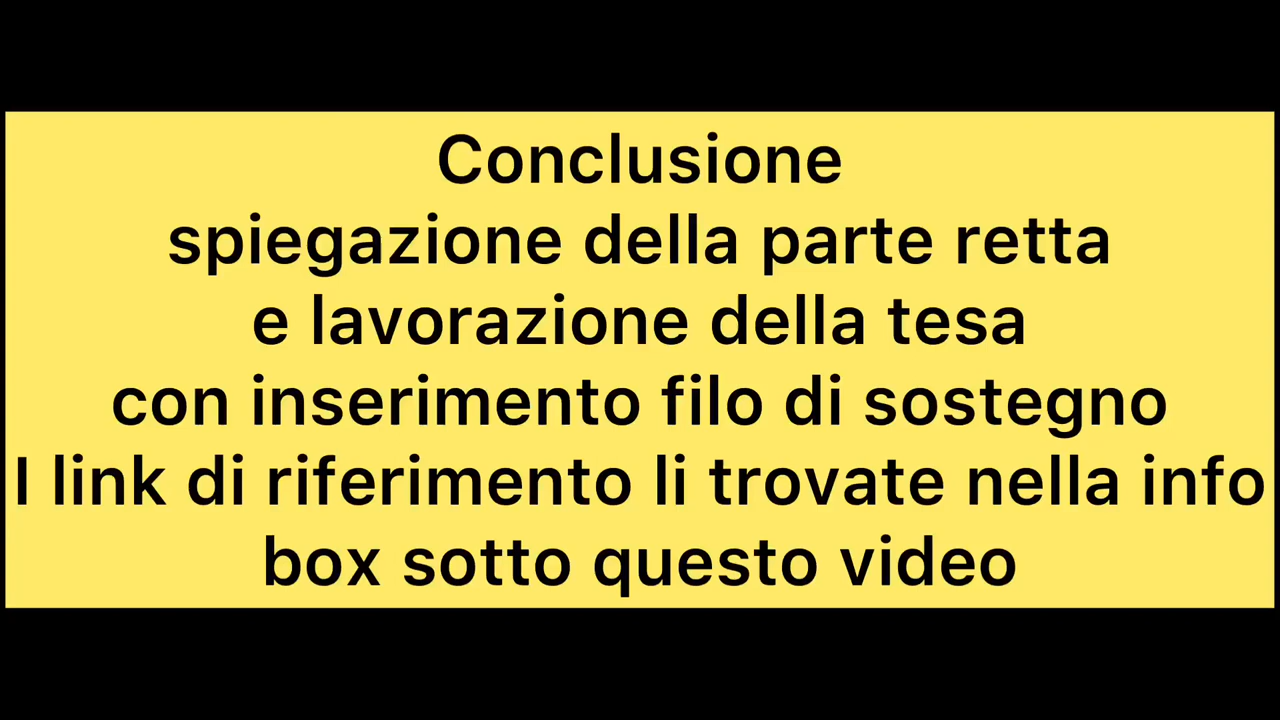 Conclusione
spiegazione della parte retta
e lavorazione della tesa
con inserimento filo di sostegno
I link di riferimento li trovate nella info
box sotto questo video